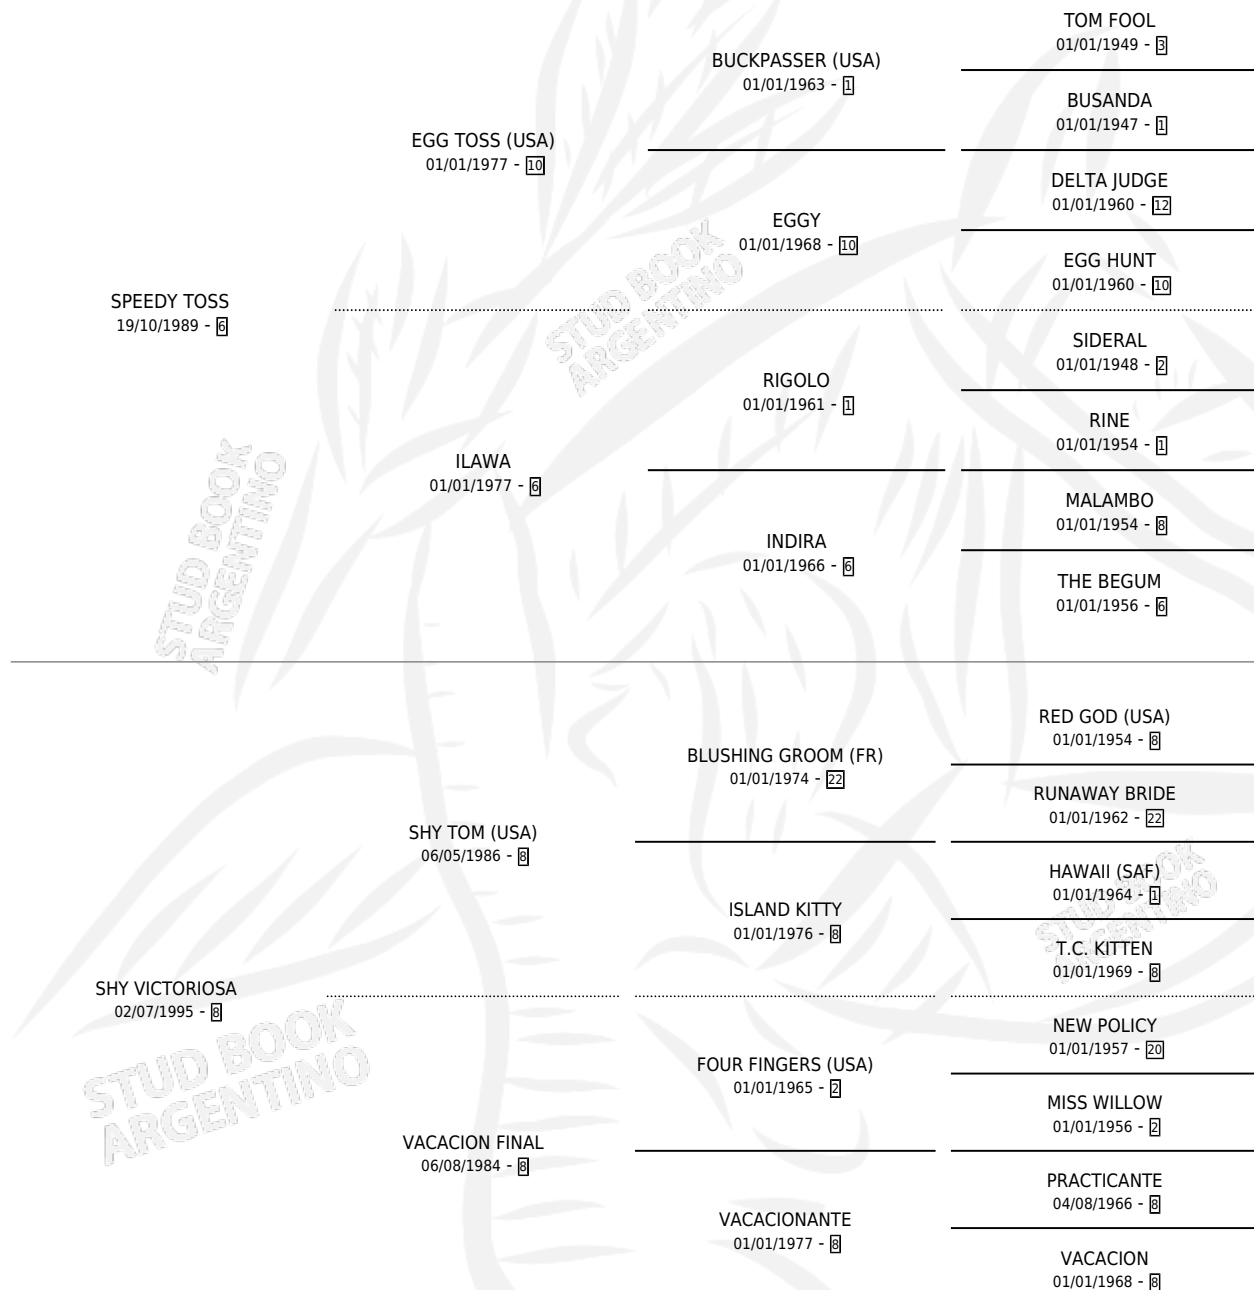 TOM FOOL
01/01/1949 - 3
BUCKPASSER (USA)
01/01/1963 - 1
BUSANDA
01/01/1947 - 1
EGG TOSS (USA)
01/01/1977 - 10
DELTA JUDGE
01/01/1960 - 12
EGGY
01/01/1968 - 10
EGG HUNT
01/01/1960 - 10
SPEEDY TOSS
19/10/1989 - 6
STUD BOOK
ARGENTINO
SIDERAL
01/01/1948 - 2
RIGOLO
01/01/1961 - 1
RINE
01/01/1954 - 1
ILAWA
01/01/1977 - 6
MALAMBO
01/01/1954 - 8
INDIRA
01/01/1966 - 6
THE BEGUM
01/01/1956 - 6
STUD BOOK
ARGENTINO
RED GOD (USA)
01/01/1954 - 8
BLUSHING GROOM (FR)
01/01/1974 - 22
RUNAWAY BRIDE
01/01/1962 - 22
SHY TOM (USA)
06/05/1986 - 8
HAWAII (SAF)
01/01/1964 - 1
ISLAND KITTY
01/01/1976 - 8
STUD BOOK
ARGENTINO
T.C. KITTEN
01/01/1969 - 8
SHY VICTORIOSA
02/07/1995 - 8
STUD BOOK
ARGENTINO
NEW POLICY
01/01/1957 - 20
FOUR FINGERS (USA)
01/01/1965 - 2
MISS WILLOW
01/01/1956 - 2
VACACION FINAL
06/08/1984 - 8
PRACTICANTE
04/08/1966 - 8
VACACIONANTE
01/01/1977 - 8
VACACION
01/01/1968 - 8